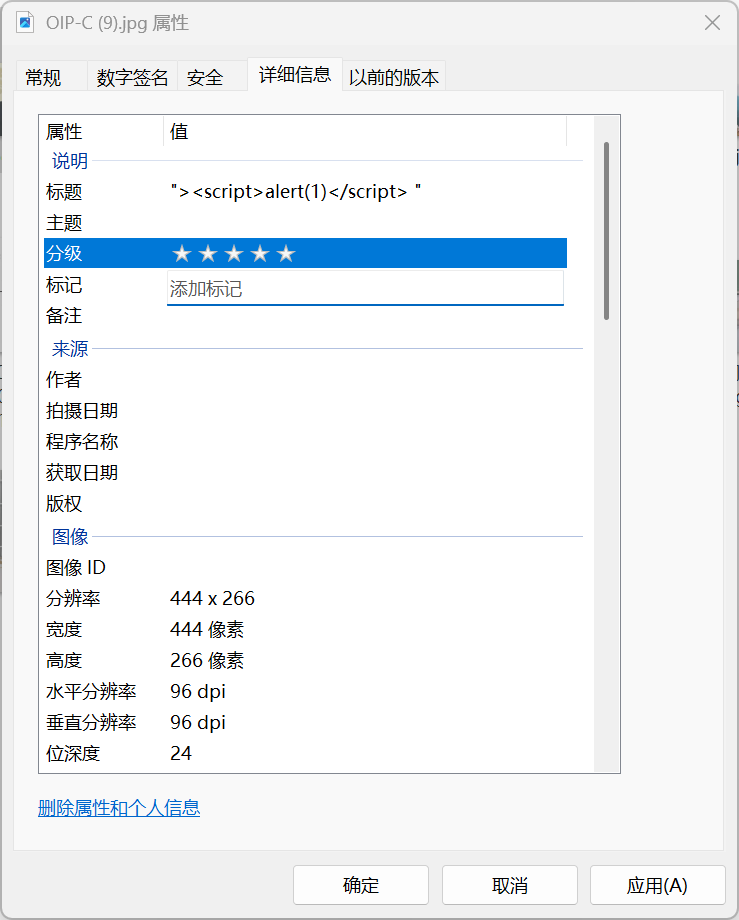 OIP-C (9).jpg 属性
常规 数字签名 安全 详细信息 以前的版本
属性 值
说明
标题 "><script>alert(1)</script> "
主题
分级
标记 添加标记
备注
来源
作者
拍摄日期
程序名称
获取日期
版权
图像
图像 ID
分辨率 444 x 266
宽度 444 像素
高度 266 像素
水平分辨率 96 dpi
垂直分辨率 96 dpi
位深度 24
删除属性和个人信息
确定 取消 应用(A)